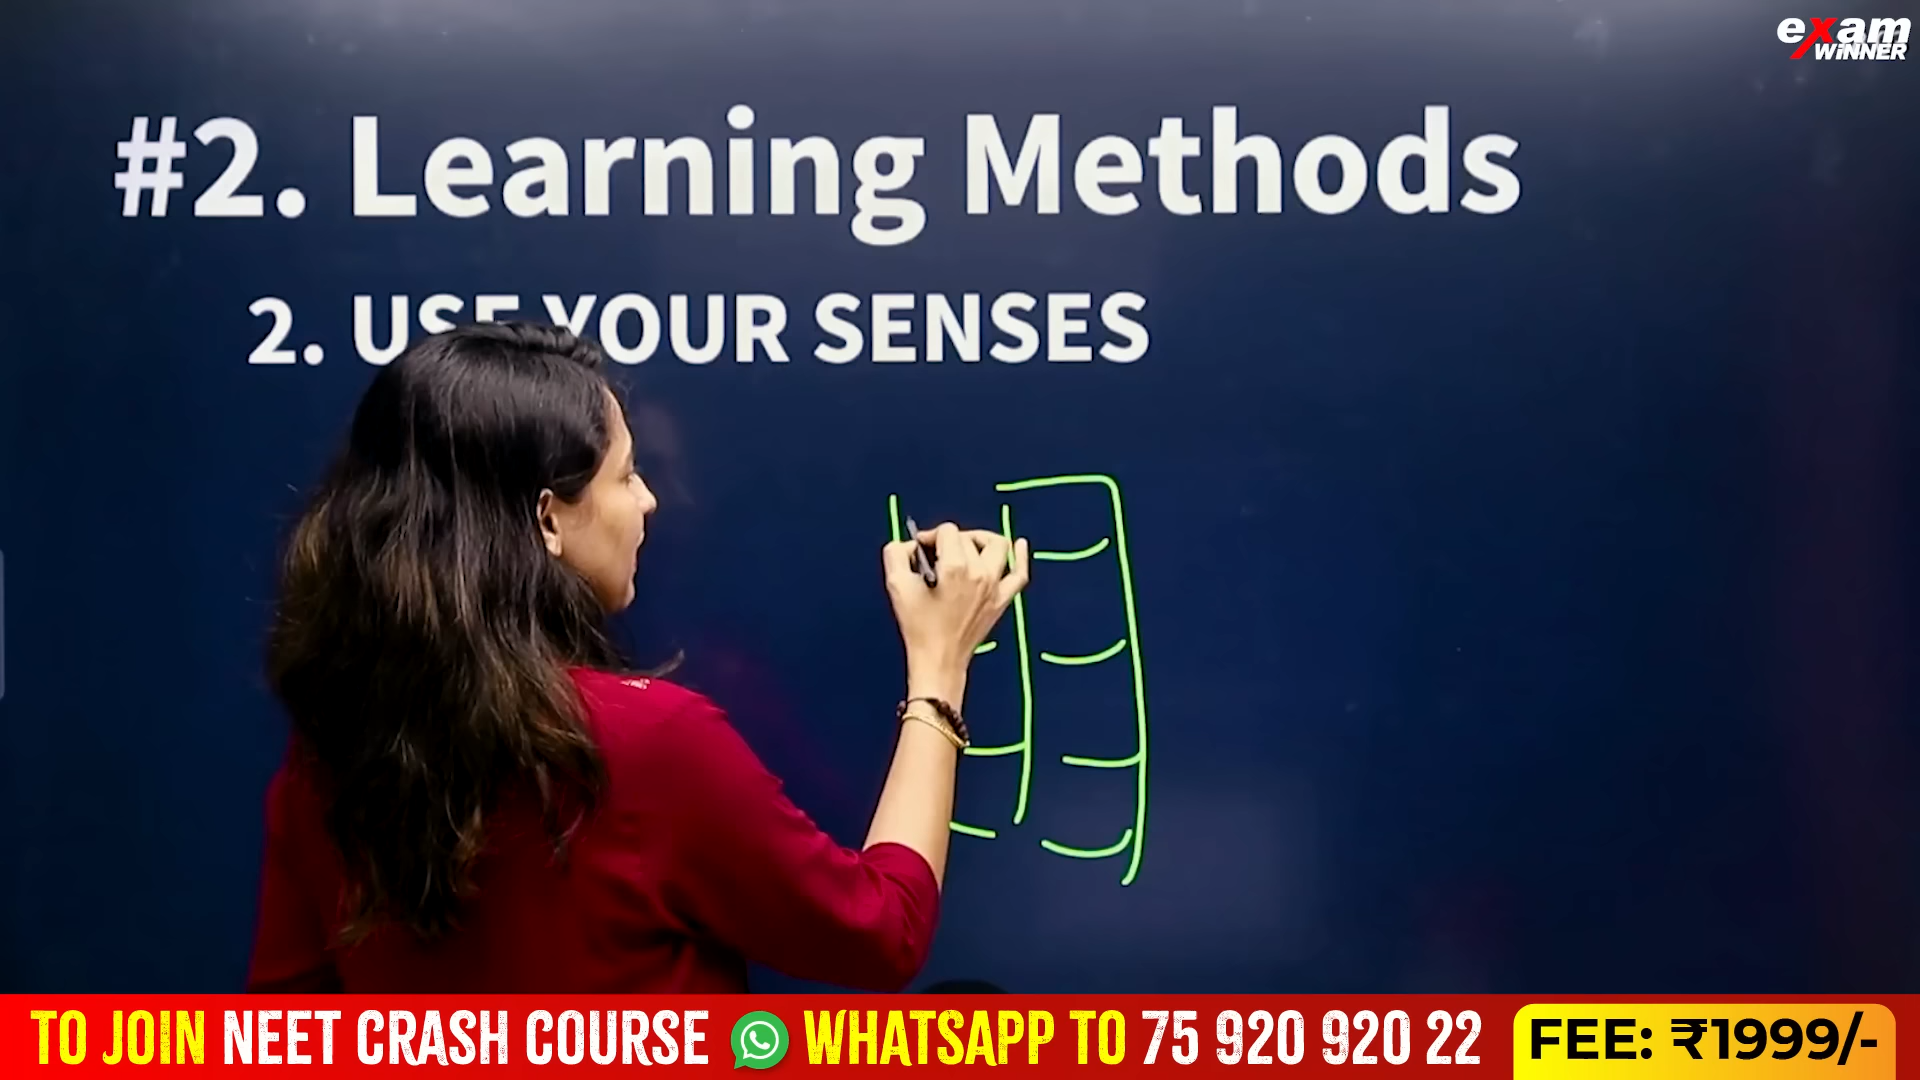 exam
WINNER
#2. Learning Methods
2. USE YOUR SENSES
TO JOIN NEET CRASH COURSE WHATSAPP TO 75 920 920 22
FEE: ₹1999/-